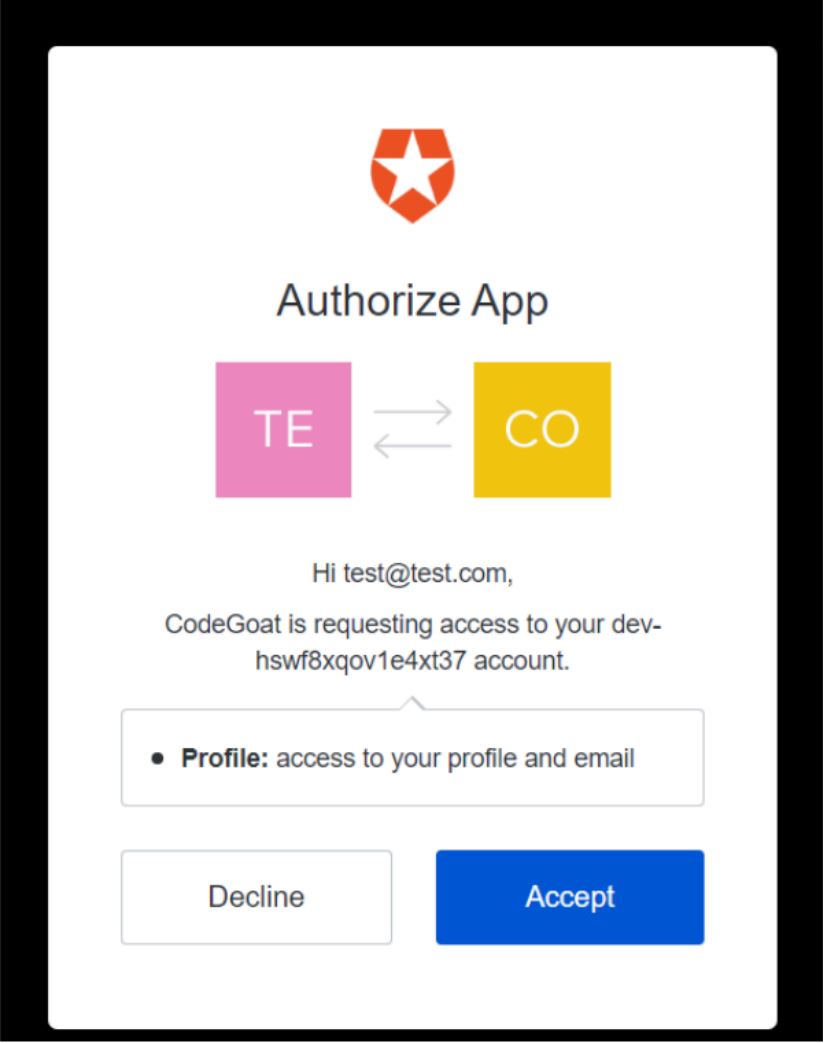 Authorize App
TE CO
Hi test@test.com,
CodeGoat is requesting access to your dev-
hswf8xqov1e4xt37 account.
• Profile: access to your profile and email
Decline Accept